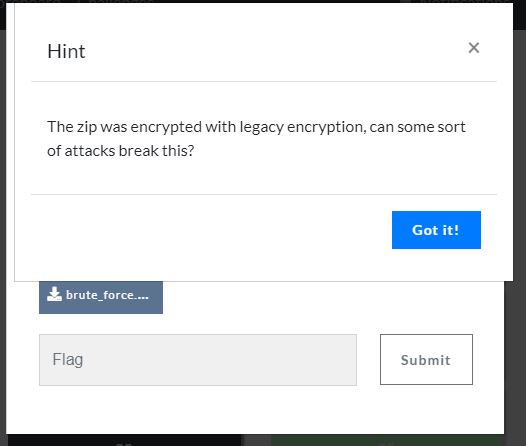 Hint
×
The zip was encrypted with legacy encryption, can some sort
of attacks break this?
Got it!
brute_force....
Flag
Submit